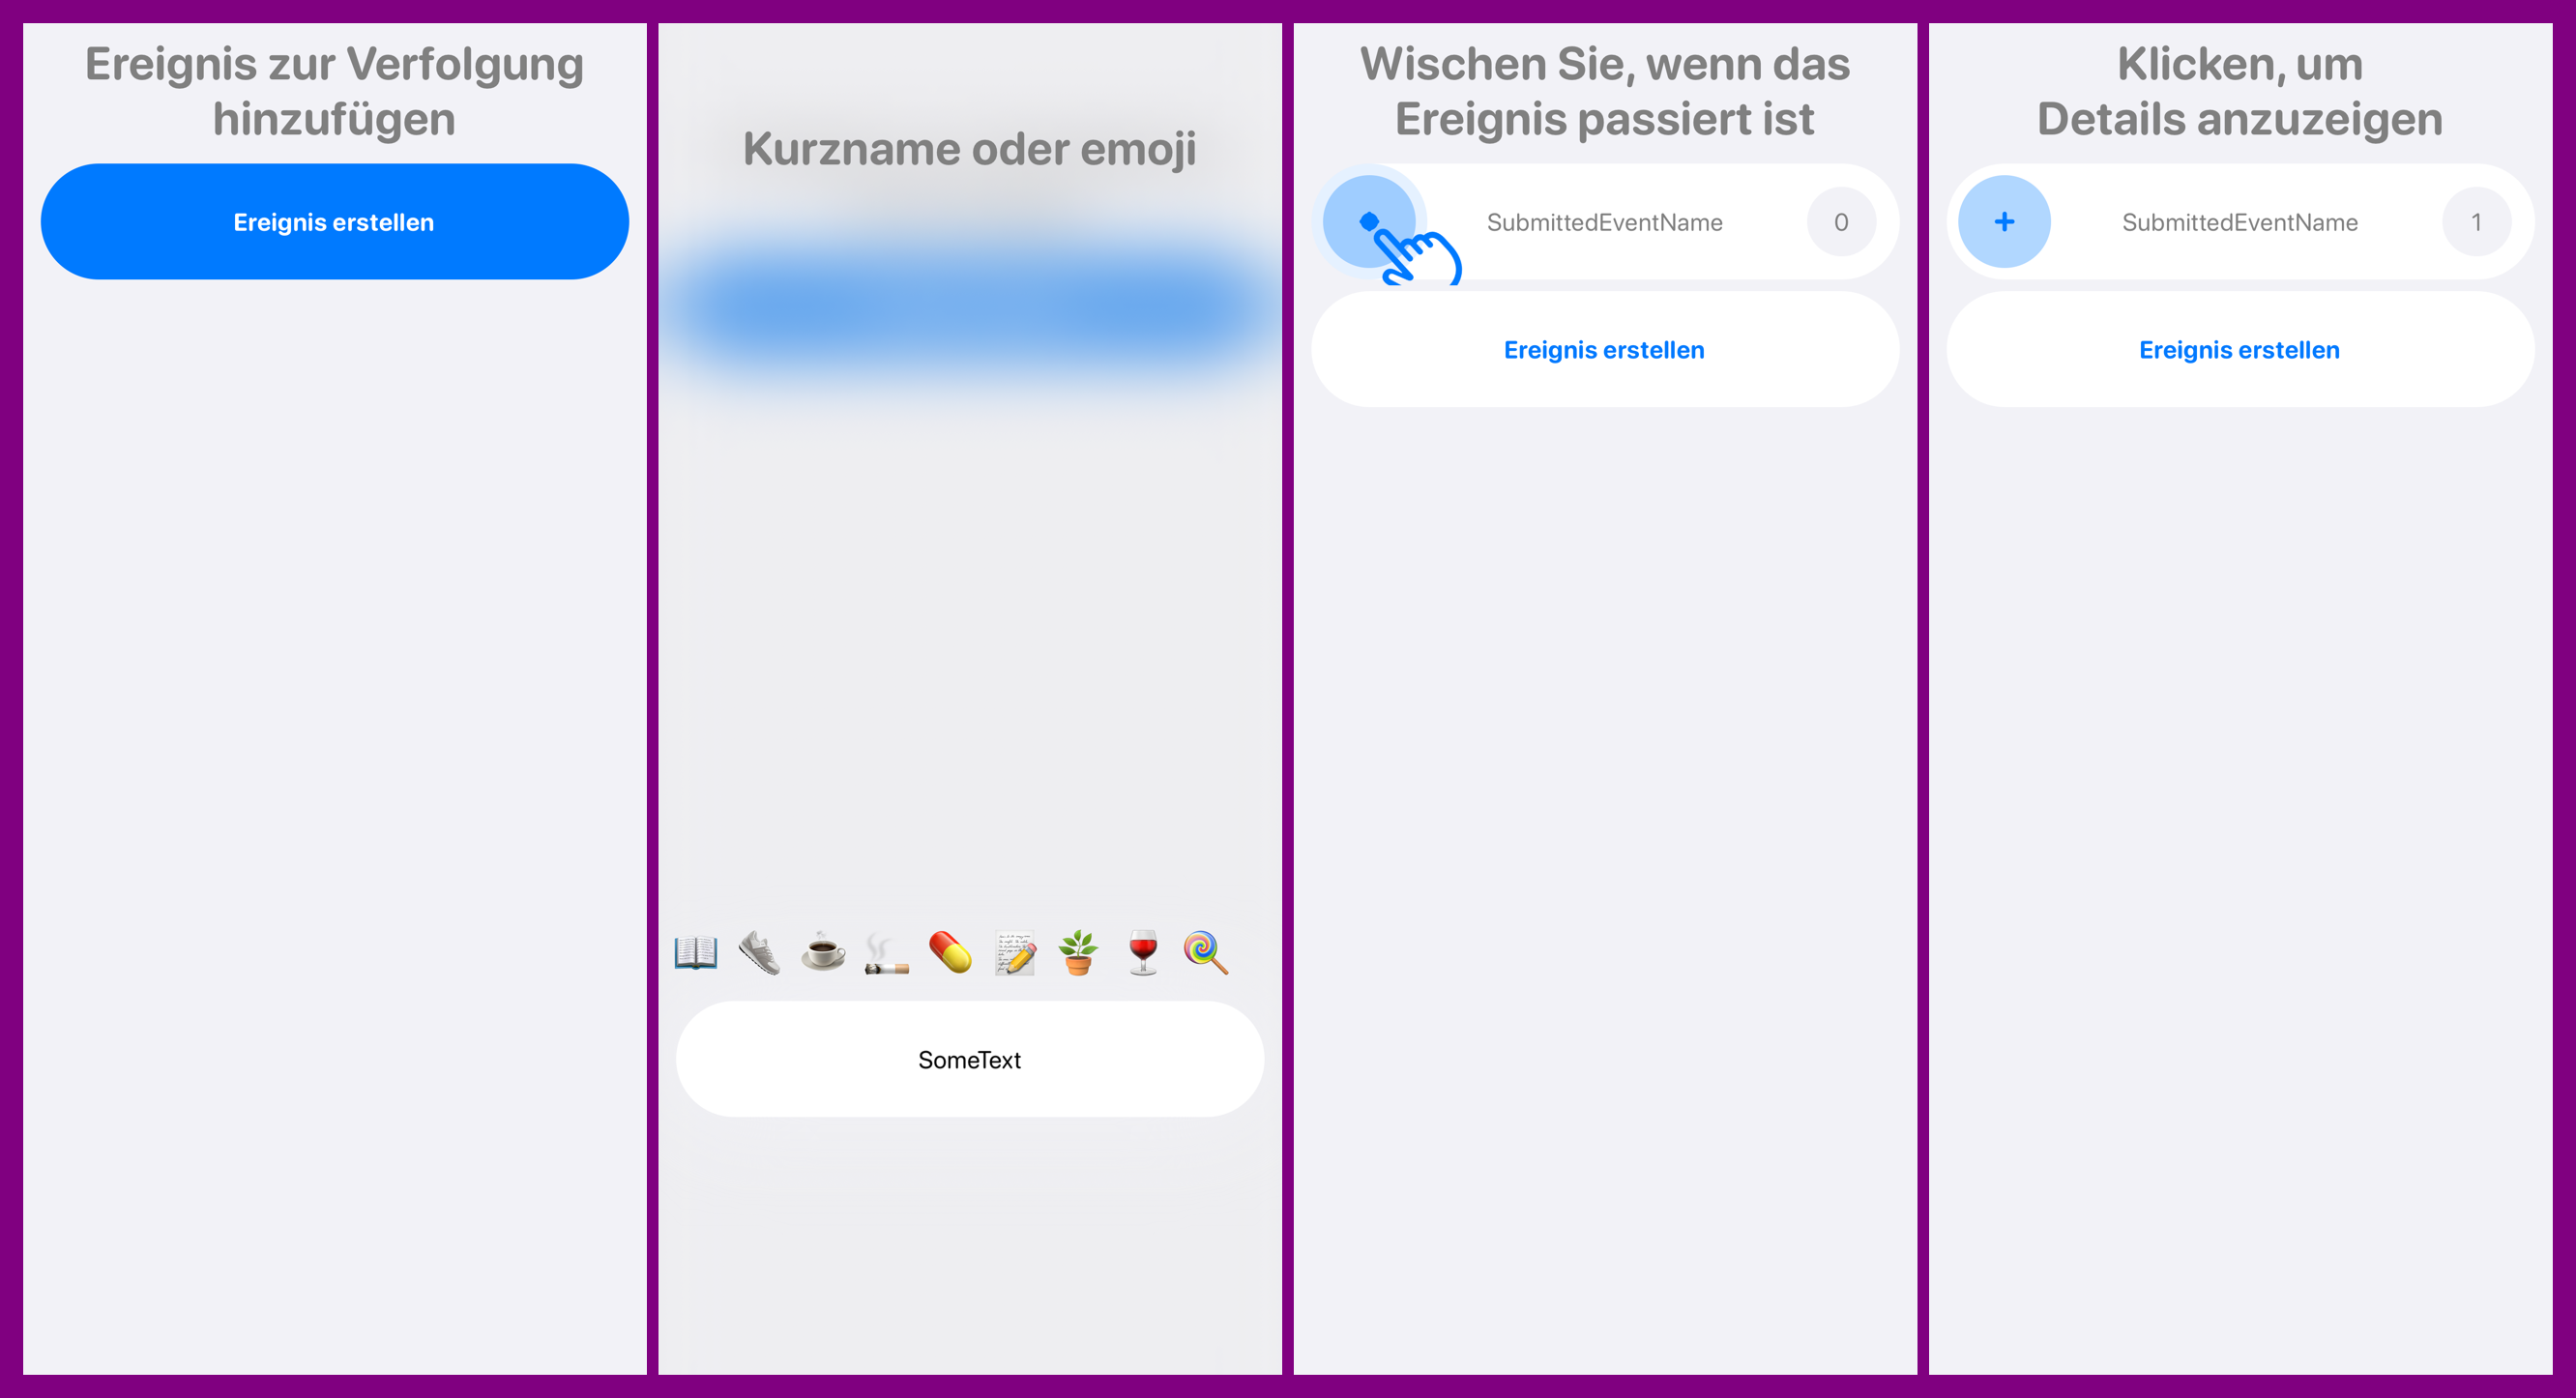 Ereignis zur Verfolgung
hinzufügen
Ereignis erstellen
Kurzname oder emoji
SomeText
Wischen Sie, wenn das
Ereignis passiert ist
SubmittedEventName
0
Ereignis erstellen
Klicken, um
Details anzuzeigen
+
SubmittedEventName
1
Ereignis erstellen